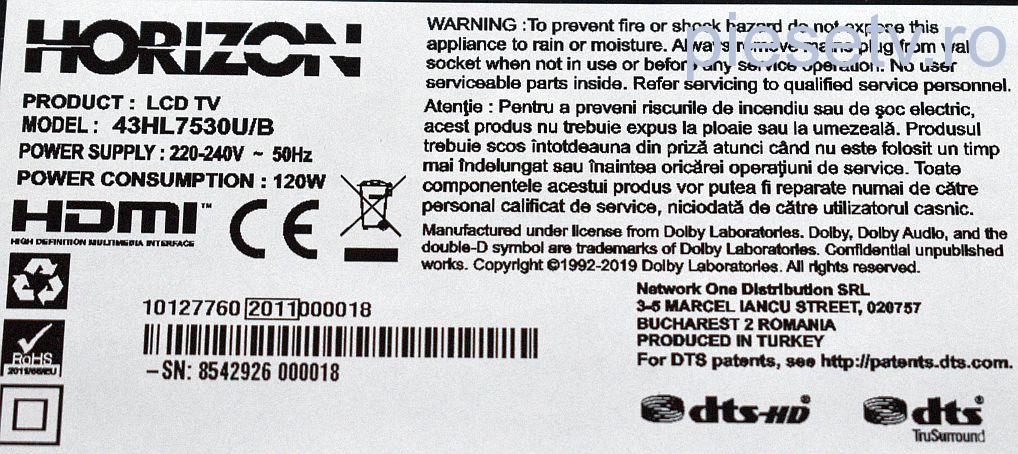 HORIZON
PRODUCT : LCD TV
MODEL : 43HL7530U/B
POWER SUPPLY : 220-240V ~ 50Hz
POWER CONSUMPTION : 120W
HDMI™
HIGH DEFINITION MULTIMEDIA INTERFACE
CE
RoHS
2011/65/EU
10127760 2011000018
–SN: 8542926 000018
piesetv.ro
WARNING :To prevent fire or shock hazard do not expose this
appliance to rain or moisture. Always remove mains plug from wall
socket when not in use or before any service operation. No user
serviceable parts inside. Refer servicing to qualified service personnel.
Atenţie : Pentru a preveni riscurile de incendiu sau de şoc electric,
acest produs nu trebuie expus la ploaie sau la umezeală. Produsul
trebuie scos întotdeauna din priză atunci când nu este folosit un timp
mai îndelungat sau înaintea oricărei operaţiuni de service. Toate
componentele acestui produs vor putea fi reparate numai de către
personal calificat de service, niciodată de către utilizatorul casnic.
Manufactured under license from Dolby Laboratories. Dolby, Dolby Audio, and the
double-D symbol are trademarks of Dolby Laboratories. Confidential unpublished
works. Copyright ©1992-2019 Dolby Laboratories. All rights reserved.
Network One Distribution SRL
3-5 MARCEL IANCU STREET, 020757
BUCHAREST 2 ROMANIA
PRODUCED IN TURKEY
For DTS patents, see http://patents.dts.com.
dts-HD®
dts®
TruSurround